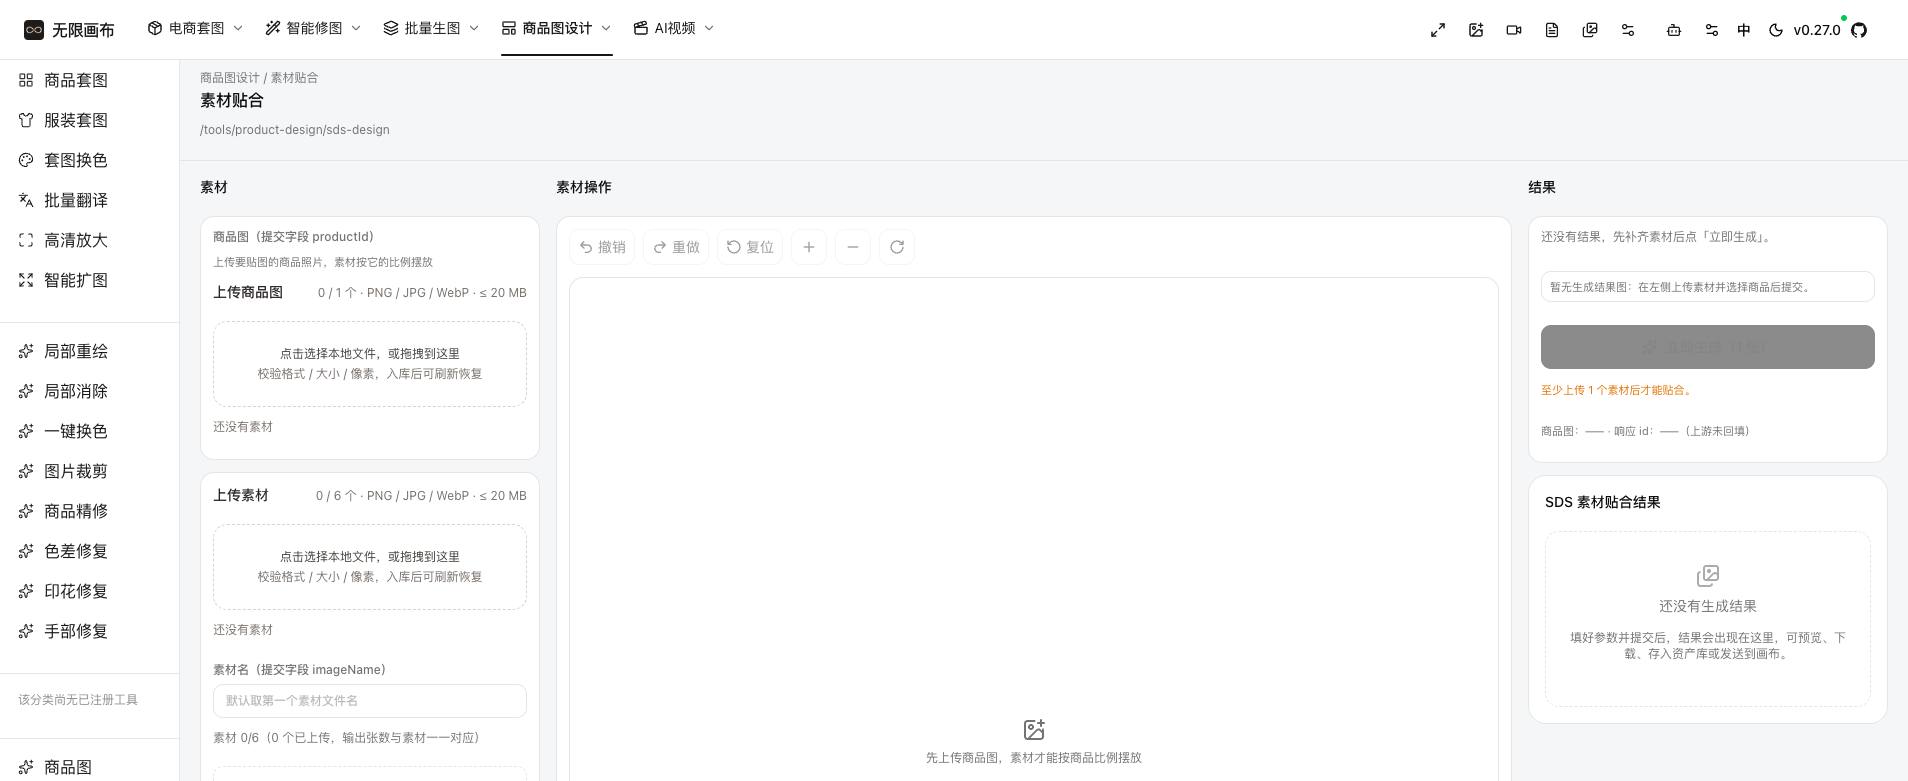 无限画布
电商套图
智能修图
批量生图
商品图设计
AI视频
中
v0.27.0
商品套图
服装套图
套图换色
批量翻译
高清放大
智能扩图
局部重绘
局部消除
一键换色
图片裁剪
商品精修
色差修复
印花修复
手部修复
该分类尚无已注册工具
商品图
商品图设计 / 素材贴合
素材贴合
/tools/product-design/sds-design
素材
商品图（提交字段 productId）
上传要贴图的商品照片，素材按它的比例摆放
上传商品图 0 / 1 个 · PNG / JPG / WebP · ≤ 20 MB
点击选择本地文件，或拖拽到这里
校验格式 / 大小 / 像素，入库后可刷新恢复
还没有素材
上传素材 0 / 6 个 · PNG / JPG / WebP · ≤ 20 MB
点击选择本地文件，或拖拽到这里
校验格式 / 大小 / 像素，入库后可刷新恢复
还没有素材
素材名（提交字段 imageName）
默认取第一个素材文件名
素材 0/6（0 个已上传，输出张数与素材一一对应）
素材操作
撤销
重做
复位
先上传商品图，素材才能按商品比例摆放
结果
还没有结果，先补齐素材后点「立即生成」。
暂无生成结果图：在左侧上传素材并选择商品后提交。
至少上传 1 个素材后才能贴合。
商品图：—— · 响应 id：——（上游未回填）
SDS 素材贴合结果
还没有生成结果
填好参数并提交后，结果会出现在这里，可预览、下
载、存入资产库或发送到画布。